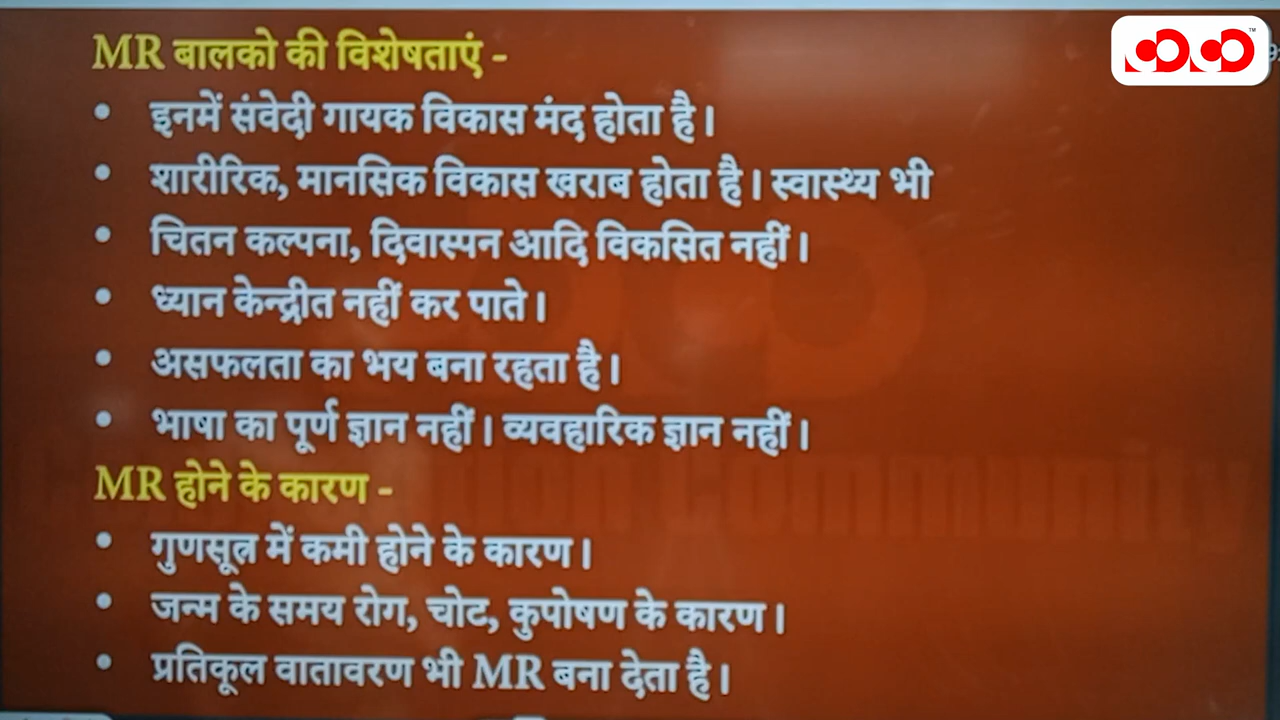 MR बालको की विशेषताएं -
• इनमें संवेदी गायक विकास मंद होता है।
• शारीरिक, मानसिक विकास खराब होता है। स्वास्थ्य भी
• चितन कल्पना, दिवास्पन आदि विकसित नहीं।
• ध्यान केन्द्रीत नहीं कर पाते।
• असफलता का भय बना रहता है।
• भाषा का पूर्ण ज्ञान नहीं। व्यवहारिक ज्ञान नहीं।
MR होने के कारण -
• गुणसूत्र में कमी होने के कारण।
• जन्म के समय रोग, चोट, कुपोषण के कारण।
• प्रतिकूल वातावरण भी MR बना देता है।